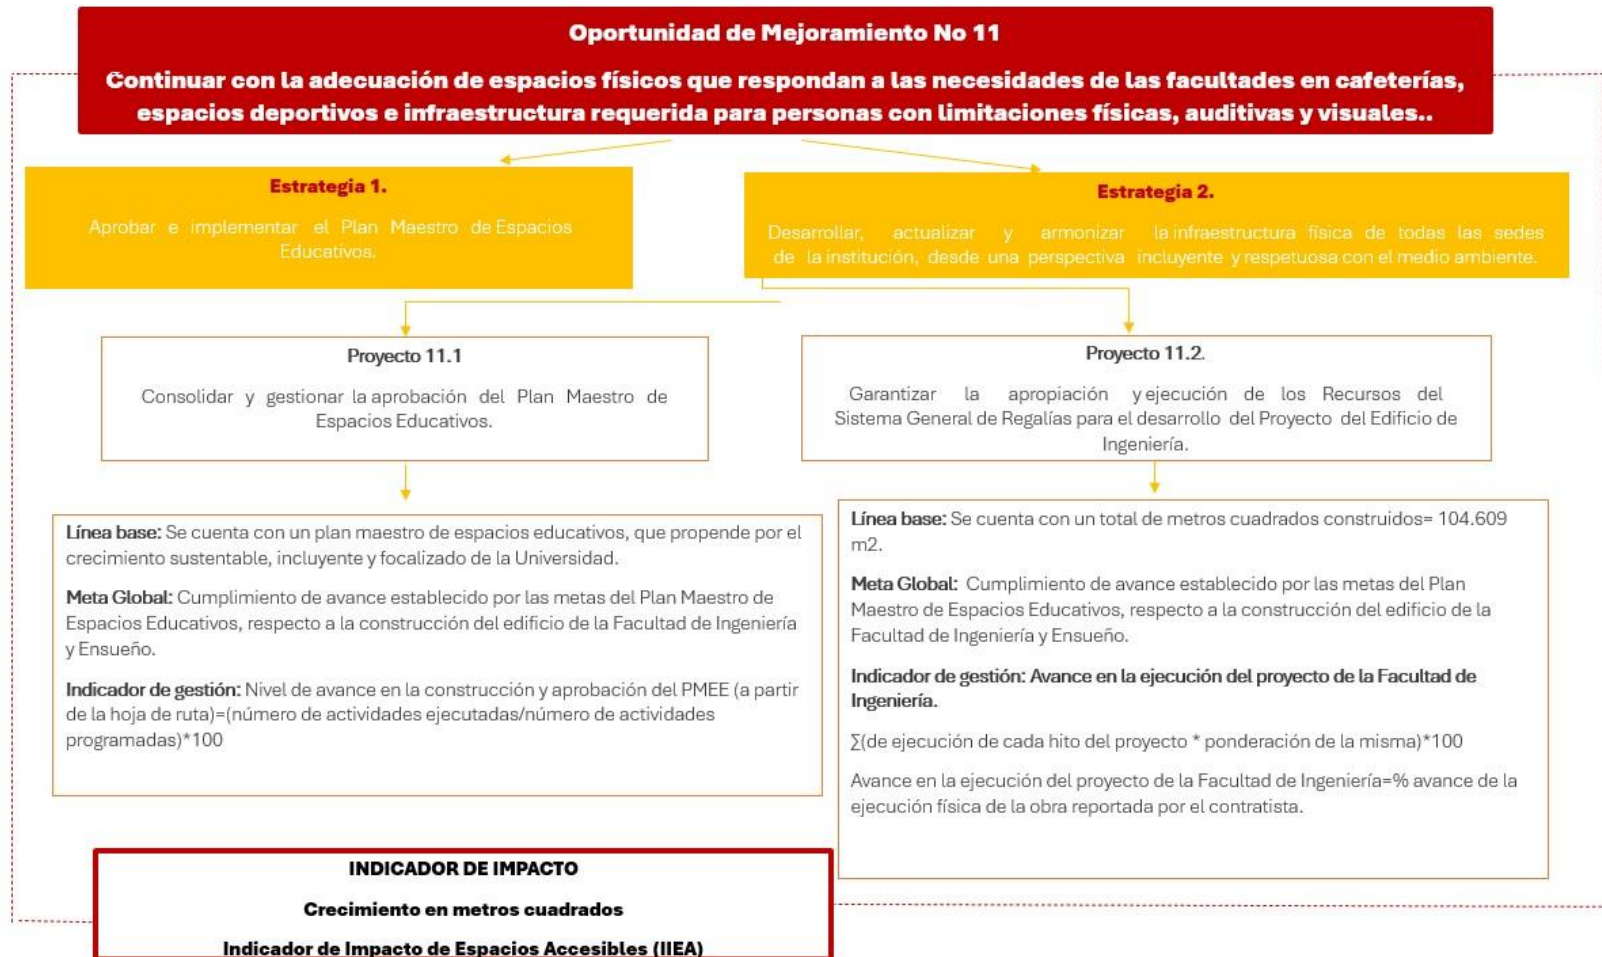 Oportunidad de Mejoramiento No 11
Continuar con la adecuación de espacios físicos que respondan a las necesidades de las facultades en cafeterías,
espacios deportivos e infraestructura requerida para personas con limitaciones físicas, auditivas y visuales..
Estrategia 1.
Aprobar e implementar el Plan Maestro de Espacios
Educativos.
Estrategia 2.
Desarrollar, actualizar y armonizar la infraestructura física de todas las sedes
de la institución, desde una perspectiva incluyente y respetuosa con el medio ambiente.
Proyecto 11.1
Consolidar y gestionar la aprobación del Plan Maestro de
Espacios Educativos.
Proyecto 11.2.
Garantizar la apropiación y ejecución de los Recursos del
Sistema General de Regalías para el desarrollo del Proyecto del Edificio de
Ingeniería.
Línea base: Se cuenta con un plan maestro de espacios educativos, que propende por el
crecimiento sustentable, incluyente y focalizado de la Universidad.
Meta Global: Cumplimiento de avance establecido por las metas del Plan Maestro de
Espacios Educativos, respecto a la construcción del edificio de la Facultad de Ingeniería
y Ensueño.
Indicador de gestión: Nivel de avance en la construcción y aprobación del PMEE (a partir
de la hoja de ruta)=(número de actividades ejecutadas/número de actividades
programadas)*100
Línea base: Se cuenta con un total de metros cuadrados construidos= 104.609
m2.
Meta Global: Cumplimiento de avance establecido por las metas del Plan
Maestro de Espacios Educativos, respecto a la construcción del edificio de la
Facultad de Ingeniería y Ensueño.
Indicador de gestión: Avance en la ejecución del proyecto de la Facultad de
Ingeniería.
∑(de ejecución de cada hito del proyecto * ponderación de la misma)*100
Avance en la ejecución del proyecto de la Facultad de Ingeniería=% avance de la
ejecución física de la obra reportada por el contratista.
INDICADOR DE IMPACTO
Crecimiento en metros cuadrados
Indicador de Impacto de Espacios Accesibles (IIEA)